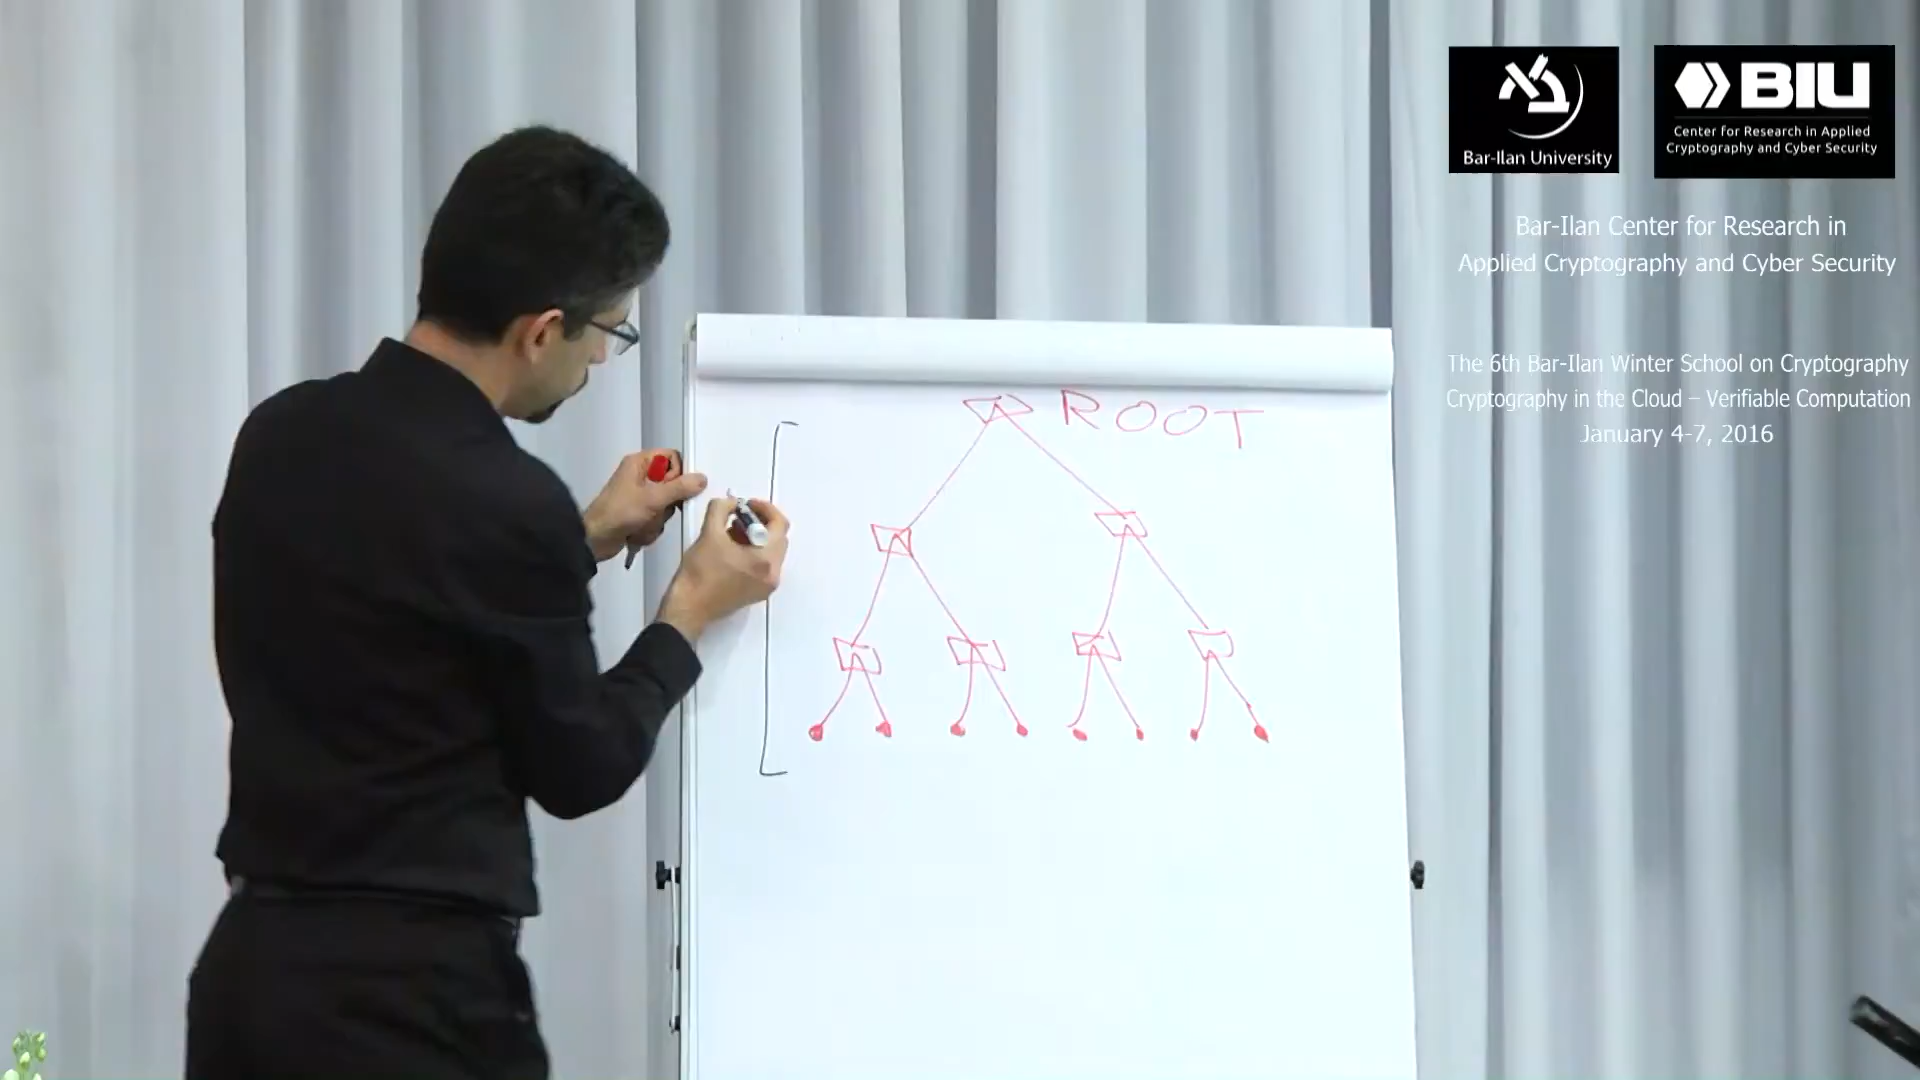 Bar-Ilan University
BIU
Center for Research in Applied
Cryptography and Cyber Security
Bar-Ilan Center for Research in
Applied Cryptography and Cyber Security
The 6th Bar-Ilan Winter School on Cryptography
Cryptography in the Cloud – Verifiable Computation
January 4-7, 2016
ROOT